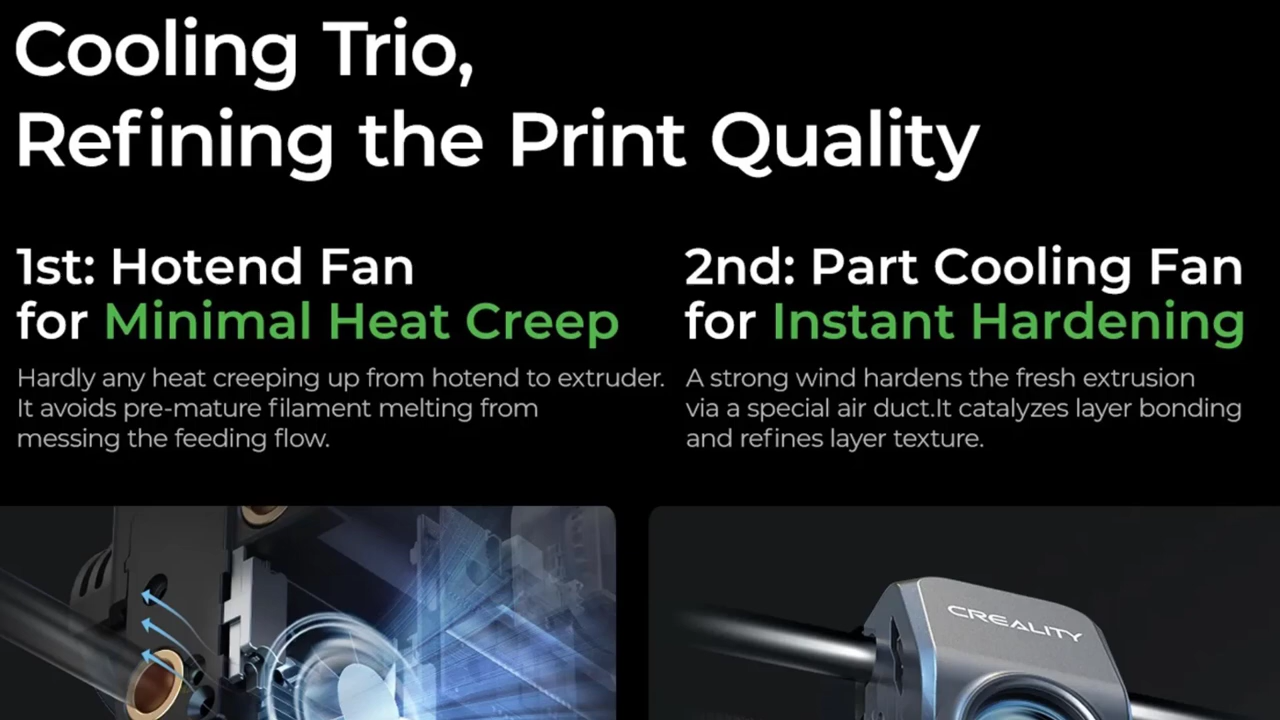 Cooling Trio,
Refining the Print Quality
1st: Hotend Fan
for Minimal Heat Creep
Hardly any heat creeping up from hotend to extruder.
It avoids pre-mature filament melting from
messing the feeding flow.
2nd: Part Cooling Fan
for Instant Hardening
A strong wind hardens the fresh extrusion
via a special air duct.It catalyzes layer bonding
and refines layer texture.
CREALITY